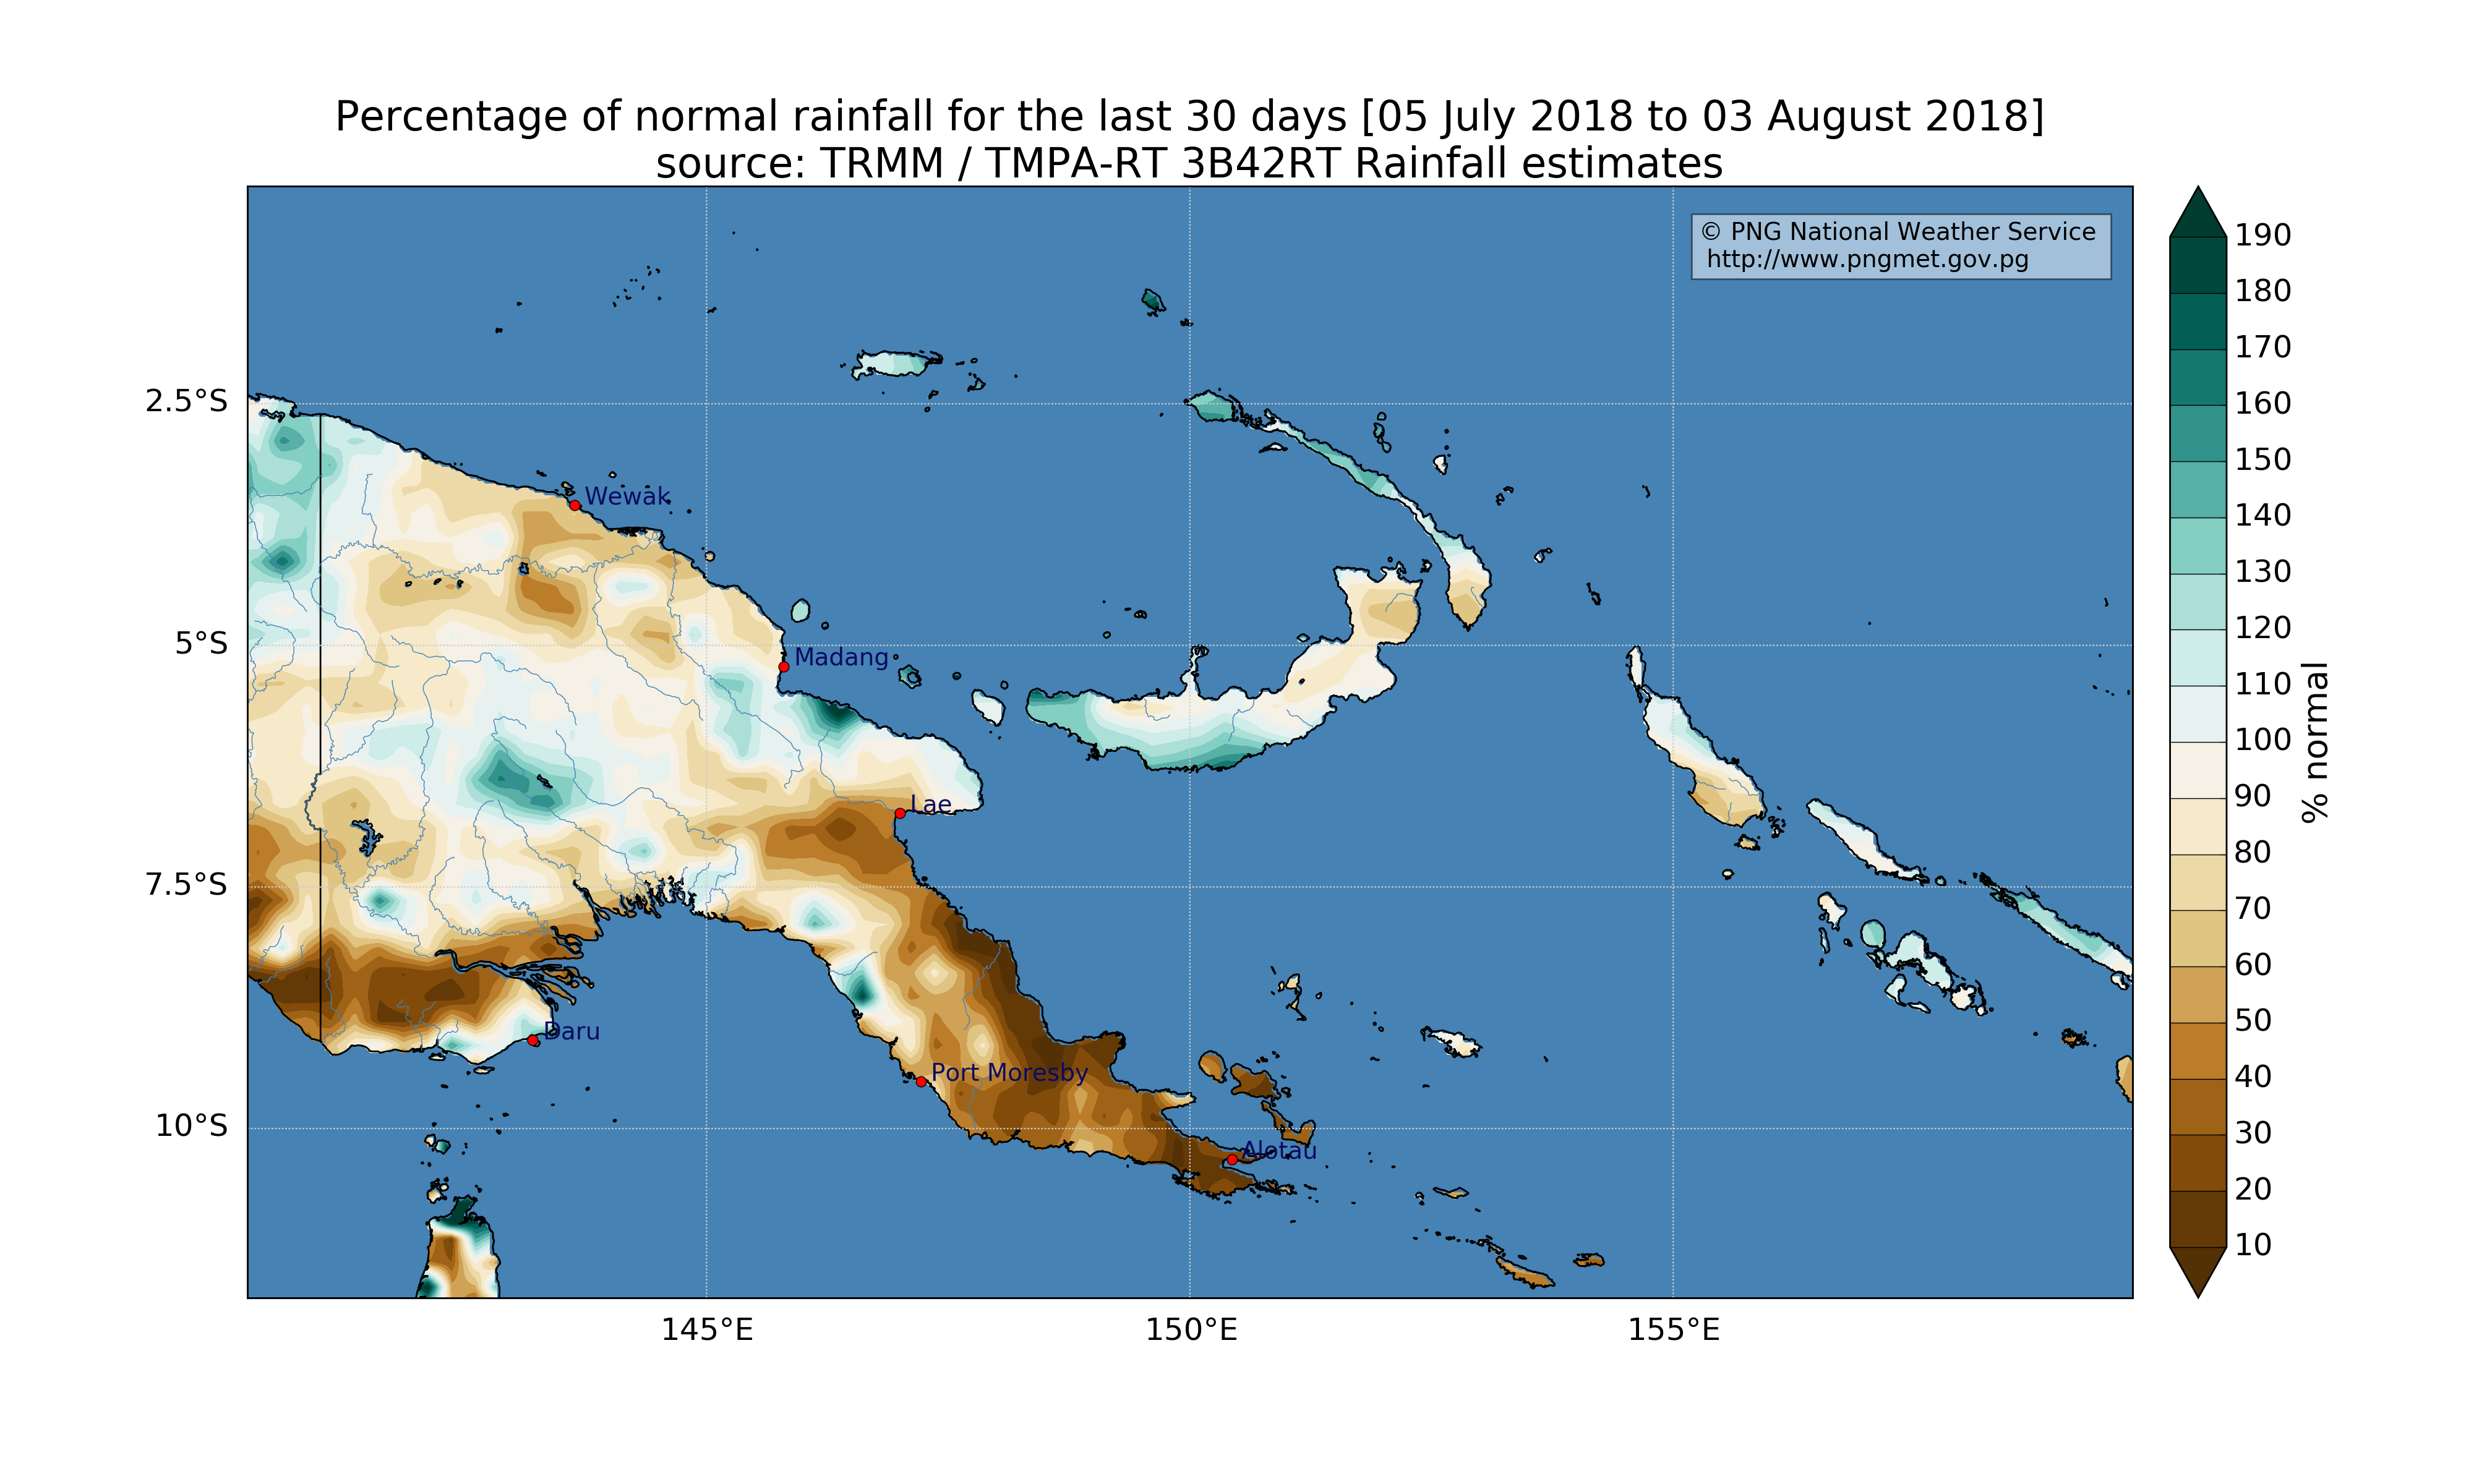 Percentage of normal rainfall for the last 30 days [05 July 2018 to 03 August 2018]
source: TRMM / TMPA-RT 3B42RT Rainfall estimates
© PNG National Weather Service
http://www.pngmet.gov.pg
190
180
170
160
150
140
130
120
110
100
90
80
70
60
50
40
30
20
10
% normal
2.5°S
5°S
7.5°S
10°S
Wewak
Madang
Lae
Daru
Port Moresby
Alotau
145°E
150°E
155°E